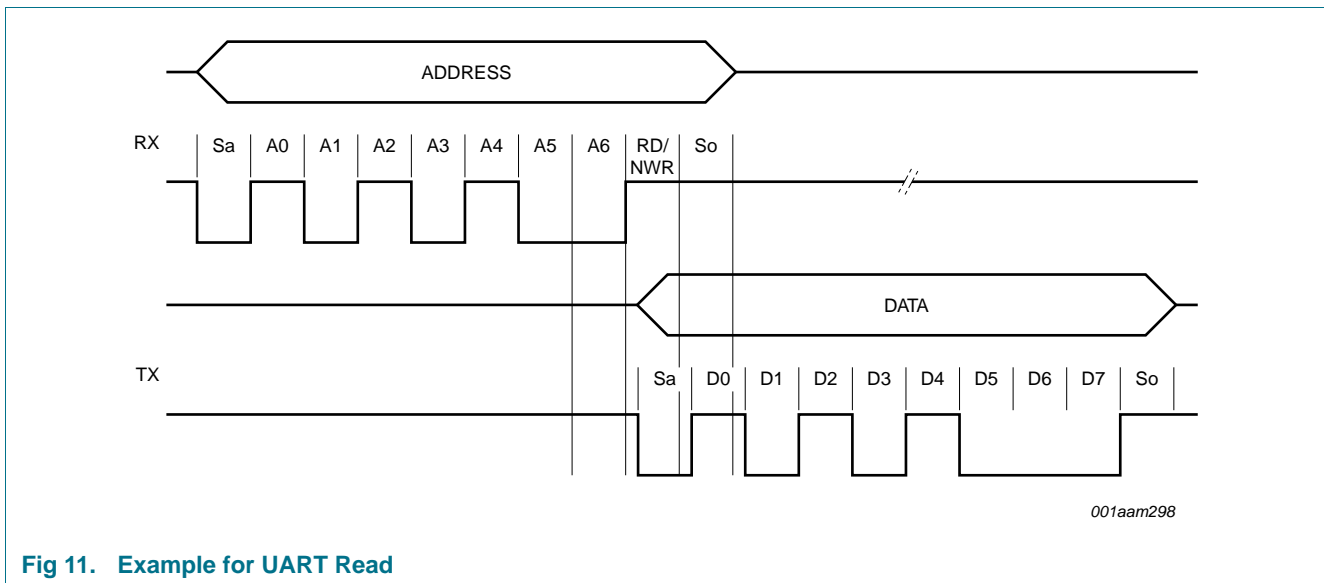 ADDRESS
RX Sa A0 A1 A2 A3 A4 A5 A6 RD/ So
NWR
DATA
TX Sa D0 D1 D2 D3 D4 D5 D6 D7 So
001aam298
Fig 11. Example for UART Read